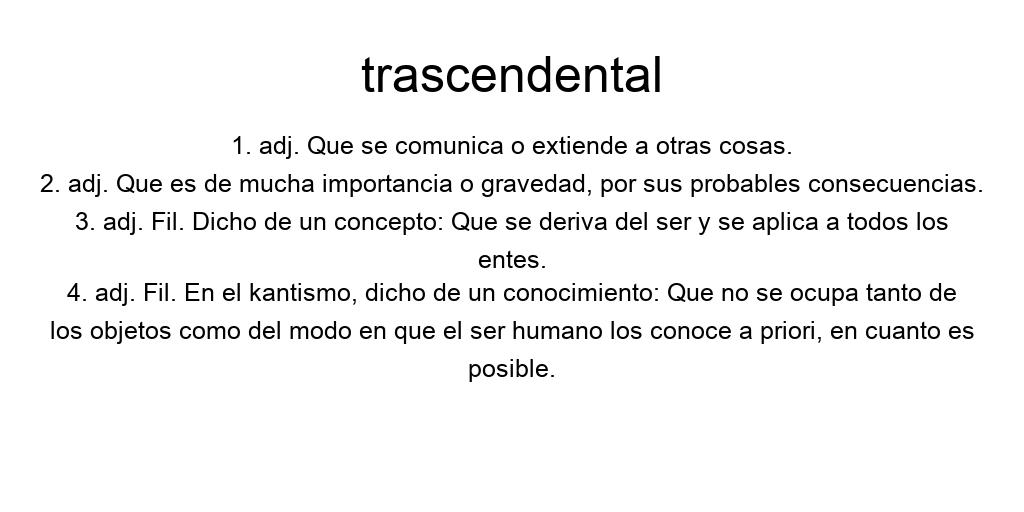 trascendental
1. adj. Que se comunica o extiende a otras cosas.
2. adj. Que es de mucha importancia o gravedad, por sus probables consecuencias.
3. adj. Fil. Dicho de un concepto: Que se deriva del ser y se aplica a todos los
entes.
4. adj. Fil. En el kantismo, dicho de un conocimiento: Que no se ocupa tanto de
los objetos como del modo en que el ser humano los conoce a priori, en cuanto es
posible.